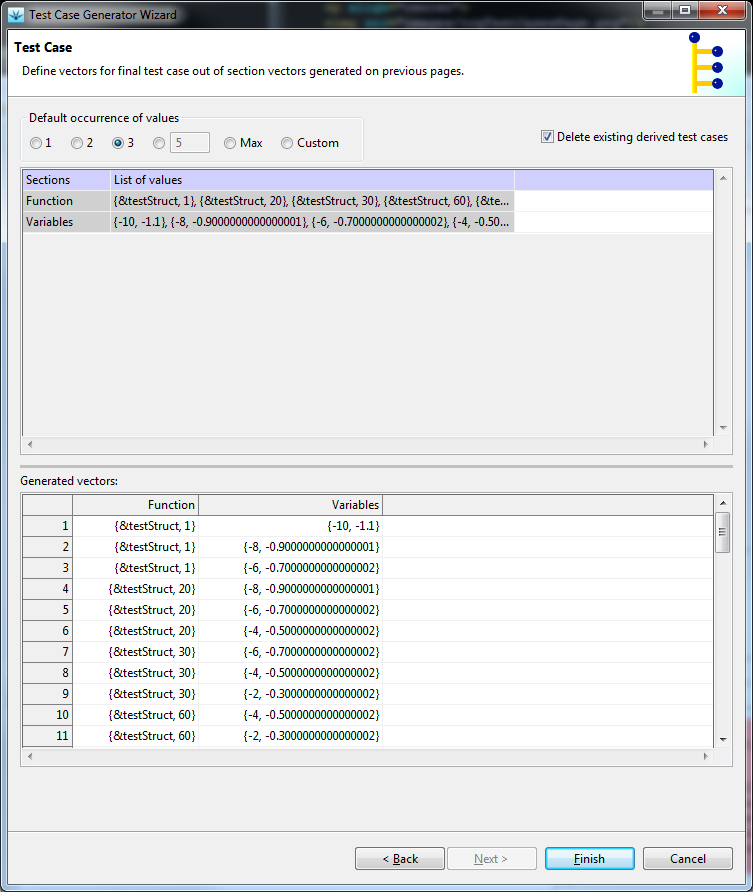 Test Case Generator Wizard
Test Case
Define vectors for final test case out of section vectors generated on previous pages.
Default occurrence of values
1 2 3 5 Max Custom
Delete existing derived test cases
Sections List of values
Function {&testStruct, 1}, {&testStruct, 20}, {&testStruct, 30}, {&testStruct, 60}, {&te...
Variables {-10, -1.1}, {-8, -0.9000000000000001}, {-6, -0.7000000000000002}, {-4, -0.50...
Generated vectors:
Function Variables
1 {&testStruct, 1} {-10, -1.1}
2 {&testStruct, 1} {-8, -0.9000000000000001}
3 {&testStruct, 1} {-6, -0.7000000000000002}
4 {&testStruct, 20} {-8, -0.9000000000000001}
5 {&testStruct, 20} {-6, -0.7000000000000002}
6 {&testStruct, 20} {-4, -0.5000000000000002}
7 {&testStruct, 30} {-6, -0.7000000000000002}
8 {&testStruct, 30} {-4, -0.5000000000000002}
9 {&testStruct, 30} {-2, -0.3000000000000002}
10 {&testStruct, 60} {-4, -0.5000000000000002}
11 {&testStruct, 60} {-2, -0.3000000000000002}
< Back Next > Finish Cancel